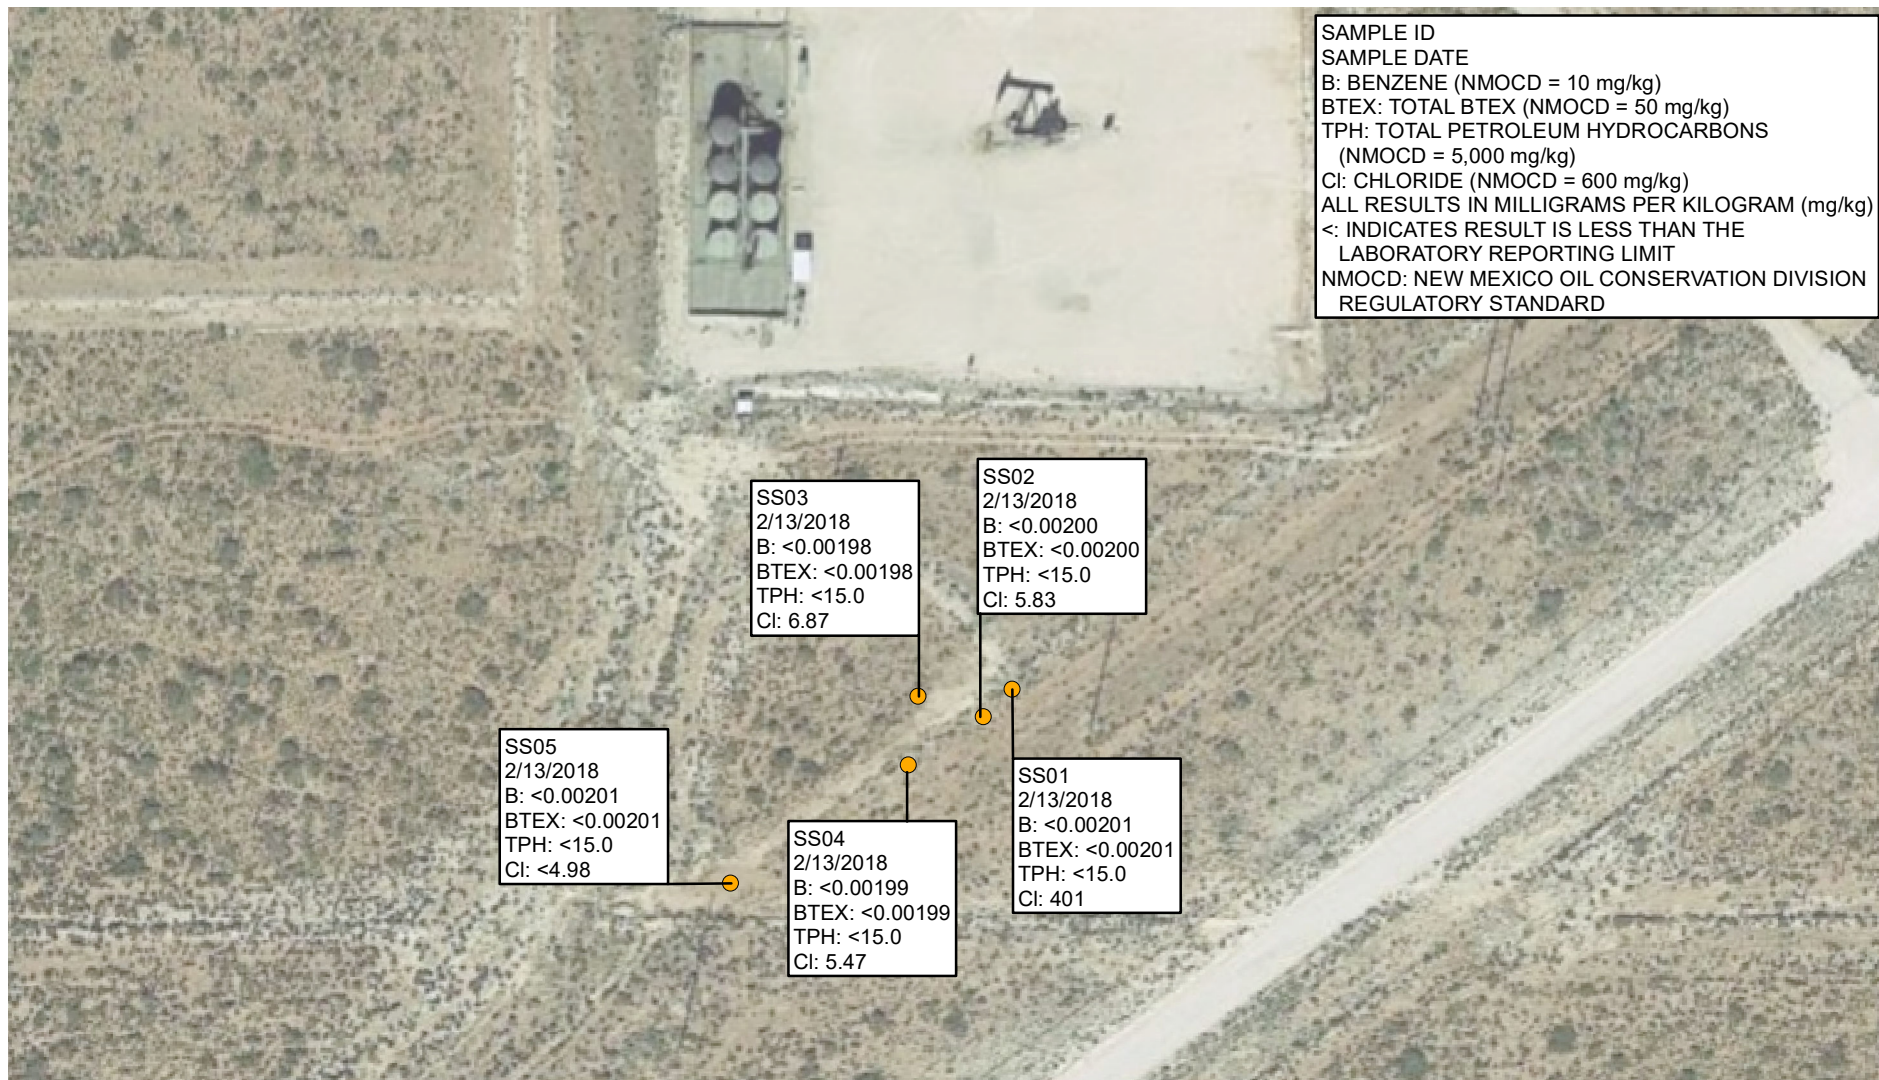 SAMPLE ID
SAMPLE DATE
B: BENZENE (NMOCD = 10 mg/kg)
BTEX: TOTAL BTEX (NMOCD = 50 mg/kg)
TPH: TOTAL PETROLEUM HYDROCARBONS
(NMOCD = 5,000 mg/kg)
Cl: CHLORIDE (NMOCD = 600 mg/kg)
ALL RESULTS IN MILLIGRAMS PER KILOGRAM (mg/kg)
<: INDICATES RESULT IS LESS THAN THE
LABORATORY REPORTING LIMIT
NMOCD: NEW MEXICO OIL CONSERVATION DIVISION
REGULATORY STANDARD
SS02
2/13/2018
B: <0.00200
BTEX: <0.00200
TPH: <15.0
Cl: 5.83
SS03
2/13/2018
B: <0.00198
BTEX: <0.00198
TPH: <15.0
Cl: 6.87
SS05
2/13/2018
B: <0.00201
BTEX: <0.00201
TPH: <15.0
Cl: <4.98
SS04
2/13/2018
B: <0.00199
BTEX: <0.00199
TPH: <15.0
Cl: 5.47
SS01
2/13/2018
B: <0.00201
BTEX: <0.00201
TPH: <15.0
Cl: 401